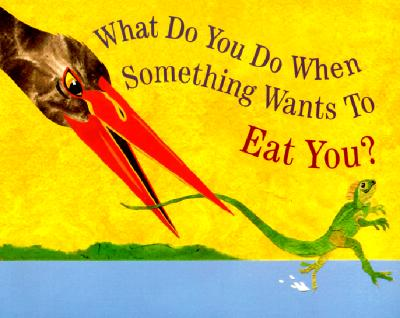 What Do You Do When
Something Wants To
Eat You?